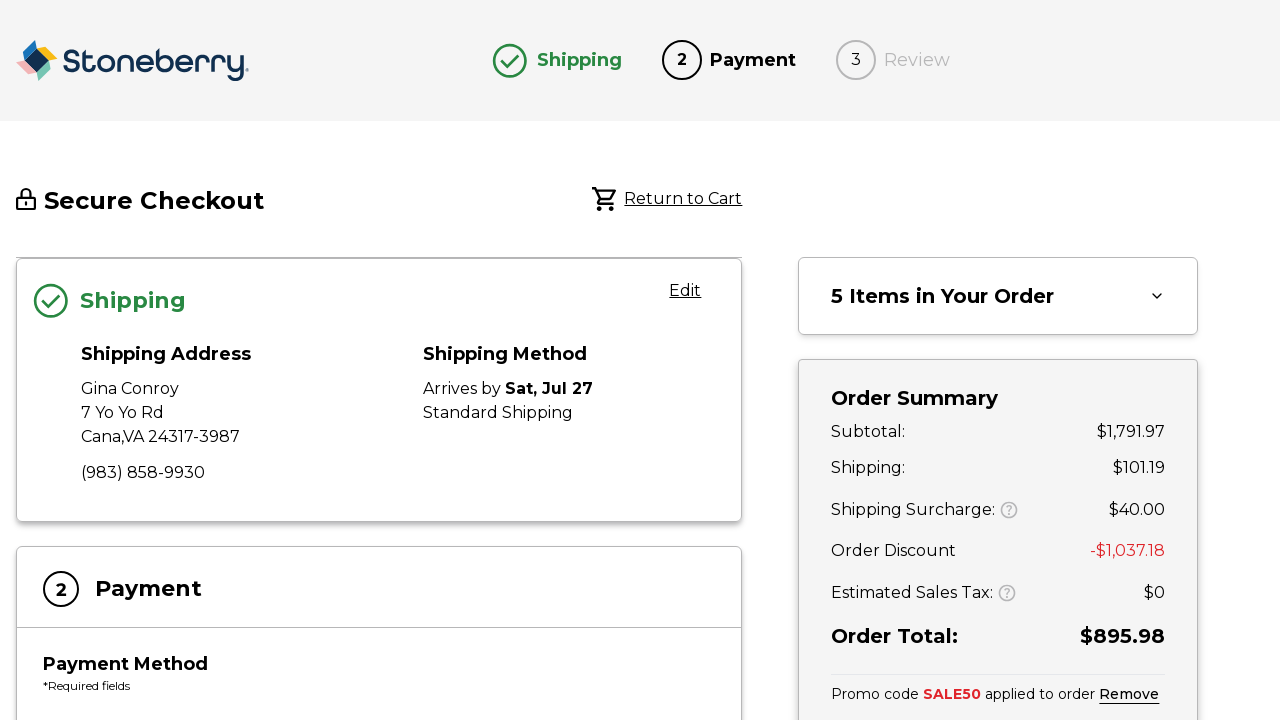 Stoneberry
Shipping
2 Payment
3 Review
Secure Checkout
Return to Cart
Shipping
Edit
Shipping Address
Gina Conroy
7 Yo Yo Rd
Cana,VA 24317-3987
(983) 858-9930
Shipping Method
Arrives by Sat, Jul 27
Standard Shipping
2 Payment
Payment Method
*Required fields
5 Items in Your Order
Order Summary
Subtotal: $1,791.97
Shipping: $101.19
Shipping Surcharge: ? $40.00
Order Discount -$1,037.18
Estimated Sales Tax: ? $0
Order Total: $895.98
Promo code SALE50 applied to order Remove